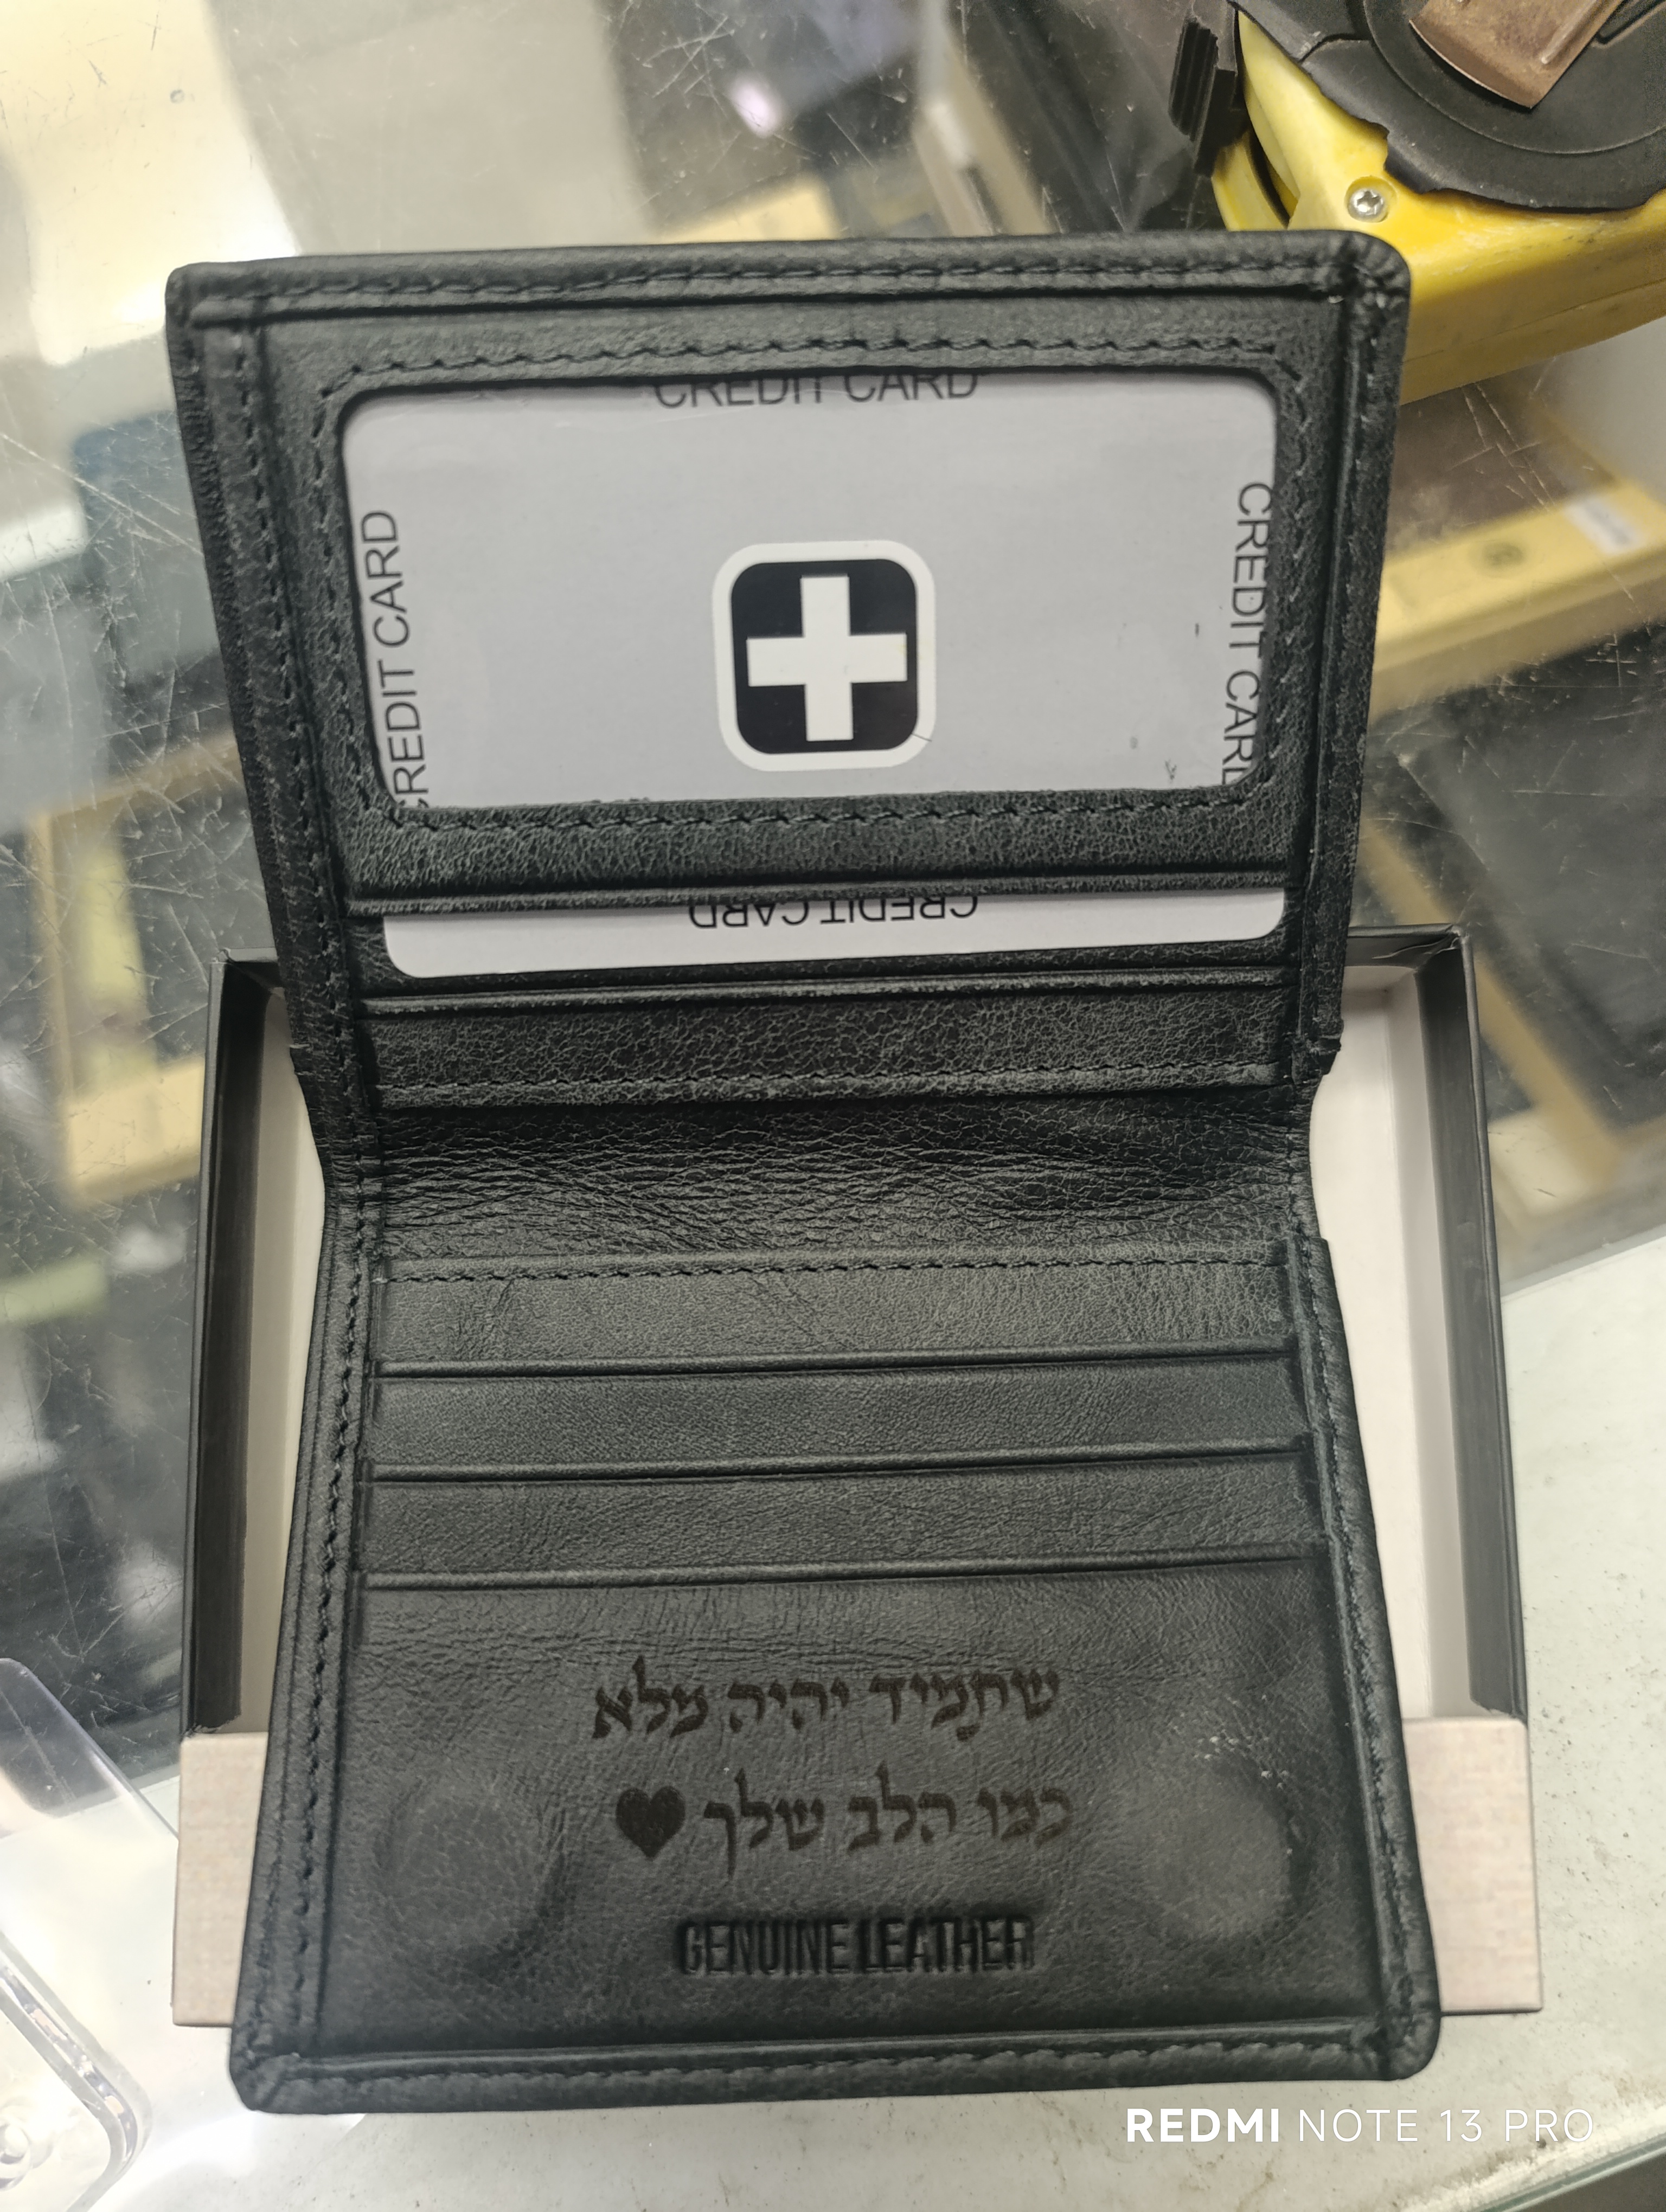 CREDIT CARD
CREDIT CARD
CREDIT CARD
CREDIT CARD
שתמיד יהיה מלא
כמו הלב שלך ♥
GENUINE LEATHER
REDMI NOTE 13 PRO